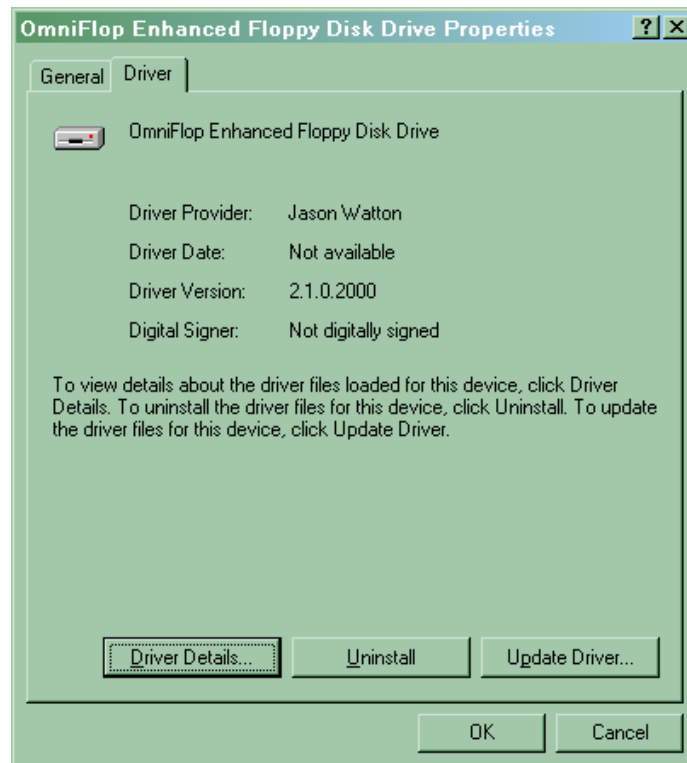 OmniFlop Enhanced Floppy Disk Drive Properties
General Driver
OmniFlop Enhanced Floppy Disk Drive
Driver Provider: Jason Watton
Driver Date: Not available
Driver Version: 2.1.0.2000
Digital Signer: Not digitally signed
To view details about the driver files loaded for this device, click Driver
Details. To uninstall the driver files for this device, click Uninstall. To update
the driver files for this device, click Update Driver.
Driver Details... Uninstall Update Driver...
OK Cancel